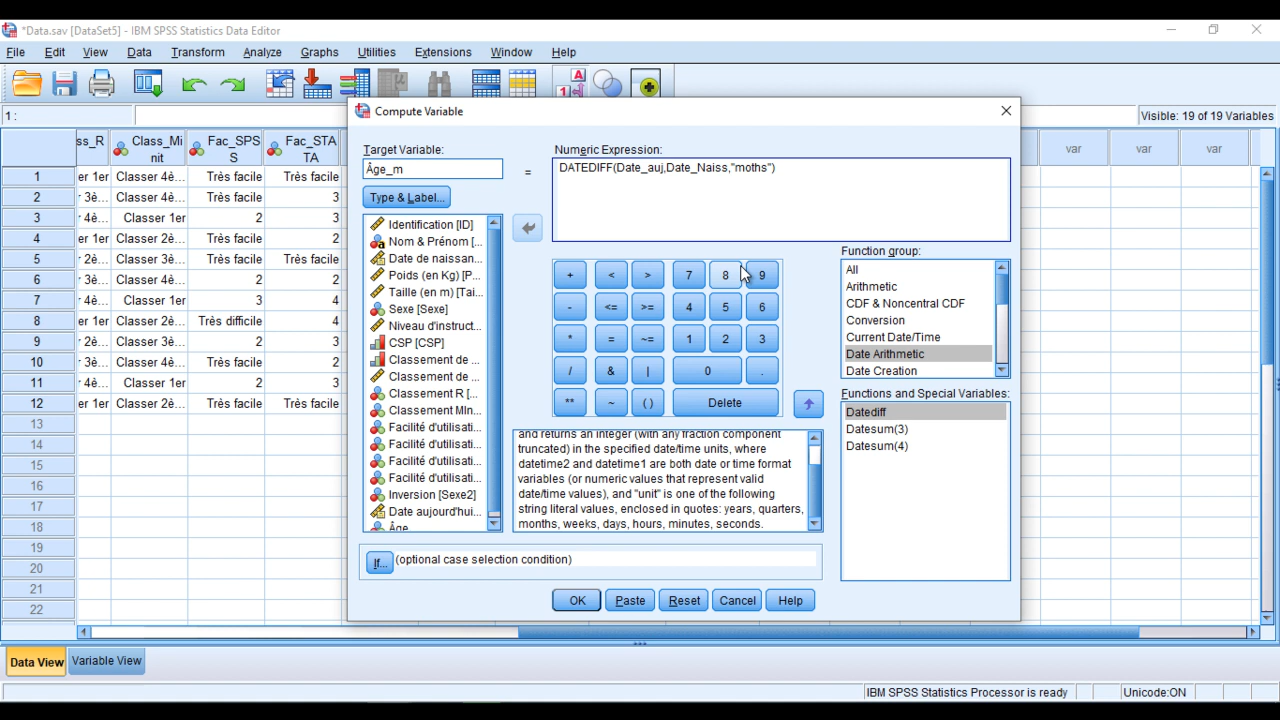 *Data.sav [DataSet5] - IBM SPSS Statistics Data Editor
File Edit View Data Transform Analyze Graphs Utilities Extensions Window Help
1 :
Visible: 19 of 19 Variables
Compute Variable
Target Variable:
Âge_m
=
Numeric Expression:
DATEDIFF(Date_auj,Date_Naiss,"moths")
Type & Label...
Identification [ID]
Nom & Prénom [...
Date de naissan...
Poids (en Kg) [P...
Taille (en m) [Tai...
Sexe [Sexe]
Niveau d'instruct...
CSP [CSP]
Classement de ...
Classement de ...
Classement R [...
Classement MIn...
Facilité d'utilisati...
Facilité d'utilisati...
Facilité d'utilisati...
Facilité d'utilisati...
Inversion [Sexe2]
Date aujourd'hui...
Âge
+ < > 7 8 9
- <= >= 4 5 6
* = ~= 1 2 3
/ & | 0 .
** ~ ( ) Delete
and returns an integer (with any fraction component
truncated) in the specified date/time units, where
datetime2 and datetime1 are both date or time format
variables (or numeric values that represent valid
date/time values), and "unit" is one of the following
string literal values, enclosed in quotes: years, quarters,
months, weeks, days, hours, minutes, seconds.
Function group:
All
Arithmetic
CDF & Noncentral CDF
Conversion
Current Date/Time
Date Arithmetic
Date Creation
Functions and Special Variables:
Datediff
Datesum(3)
Datesum(4)
If... (optional case selection condition)
OK Paste Reset Cancel Help
ss_R Class_Mi Fac_SPS Fac_STA var var var
nit S TA
1 er 1er Classer 4è... Très facile Très facile
2 3è... Classer 4è... Très facile 3
3 4è... Classer 1er 2 3
4 er 1er Classer 2è... Très facile 2
5 2è... Classer 3è... Très facile Très facile
6 3è... Classer 4è... 2 2
7 4è... Classer 1er 3 4
8 er 1er Classer 2è... Très difficile 4
9 2è... Classer 3è... 2 3
10 3è... Classer 4è... Très facile 2
11 4è... Classer 1er 2 3
12 er 1er Classer 2è... Très facile Très facile
13
14
15
16
17
18
19
20
21
22
Data View Variable View
IBM SPSS Statistics Processor is ready Unicode:ON